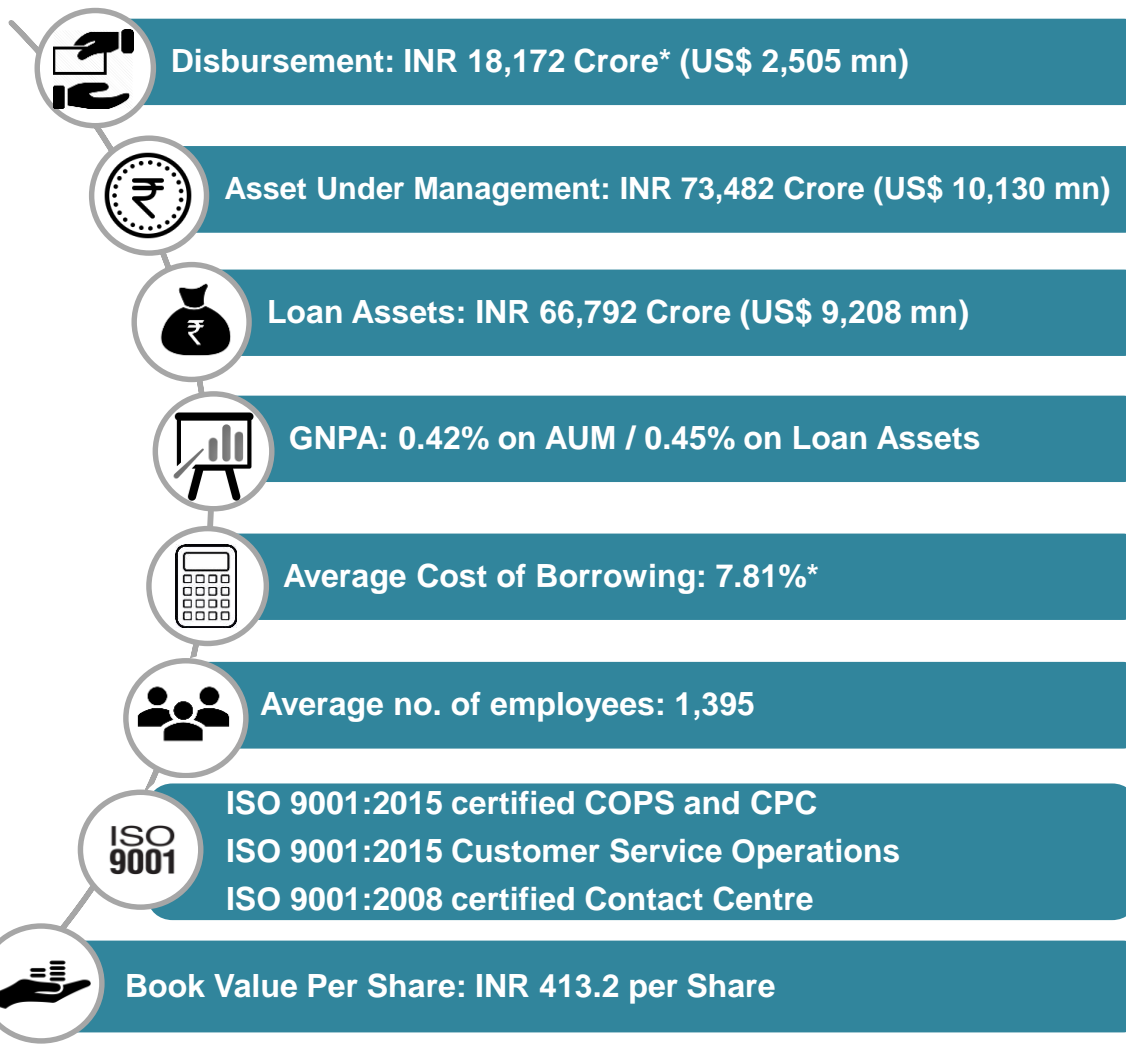 Disbursement: INR 18,172 Crore* (US$ 2,505 mn)
₹
Asset Under Management: INR 73,482 Crore (US$ 10,130 mn)
₹
Loan Assets: INR 66,792 Crore (US$ 9,208 mn)
GNPA: 0.42% on AUM / 0.45% on Loan Assets
Average Cost of Borrowing: 7.81%*
Average no. of employees: 1,395
ISO
9001
ISO 9001:2015 certified COPS and CPC
ISO 9001:2015 Customer Service Operations
ISO 9001:2008 certified Contact Centre
Book Value Per Share: INR 413.2 per Share